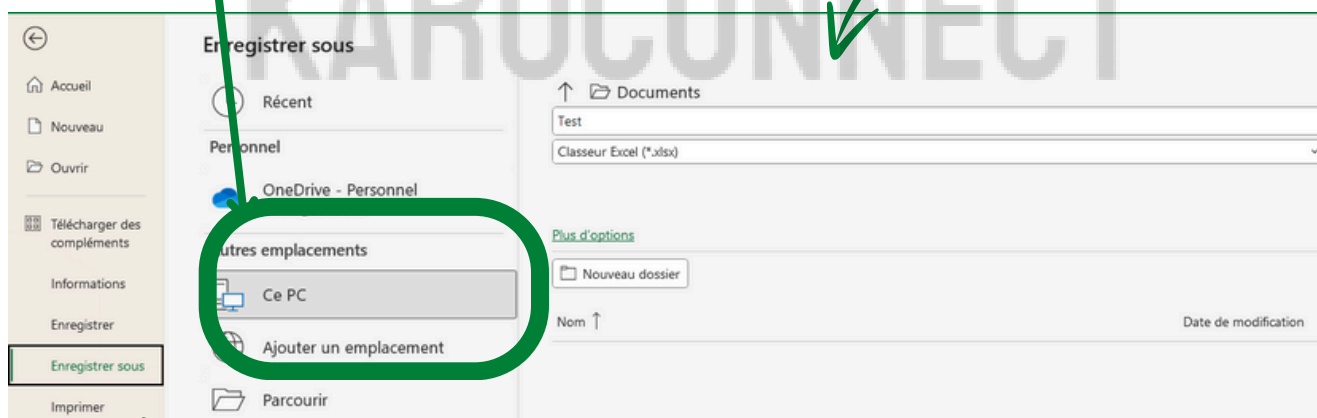 KAROCONNECT
Enregistrer sous
Accueil
Nouveau
Ouvrir
Télécharger des
compléments
Informations
Enregistrer
Enregistrer sous
Imprimer
Récent
Personnel
OneDrive - Personnel
Autres emplacements
Ce PC
Ajouter un emplacement
Parcourir
Documents
Test
Classeur Excel (*.xlsx)
Plus d'options
Nouveau dossier
Nom ↑
Date de modification